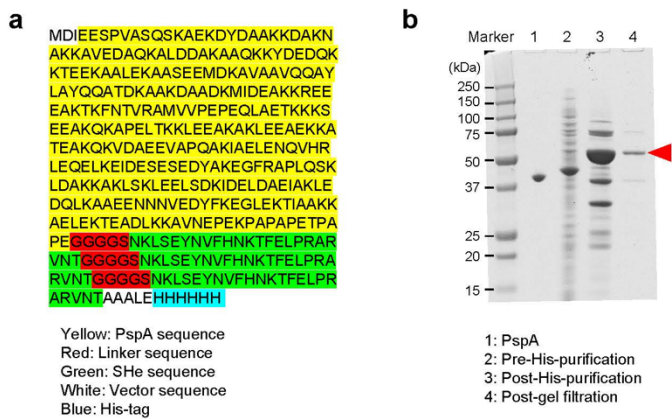 a
MDIEESPVASQSKAEKDYDAAKKDAKN
AKKAVEDAQKALDDAKAAQKKYDEDQK
KTEEKAALEKAASEEMDKAVAAVQQAY
LAYQQATDKAAKDAADKMIDEAKKREE
EAKTKFNTVRAMVVPEPEQLAETKKKS
EEAKQKAPELTKKLEEAKAKLEEAEKKA
TEAKQKVDAEEVAPQAKIAELENQVHR
LEQELKEIDESESEDYAKEGFRAPLQSK
LDAKKAKLSKLEELSDKIDELDAEIAKLE
DQLKAAEENNNVEDYFKEGLEKTIAAKK
AELEKTEADLKKAVNEPEKPAPAPETPA
PEGGGGSNKLSEYNVFHNKTFELPRAR
VNTGGGGSNKLSEYNVFHNKTFELPRA
RVNTGGGGSNKLSEYNVFHNKTFELPR
ARVNTAAALEHHHHHH
Yellow: PspA sequence
Red: Linker sequence
Green: SHe sequence
White: Vector sequence
Blue: His-tag
b
Marker 1 2 3 4
(kDa)
250
150
100
75
50
37
25
20
15
1: PspA
2: Pre-His-purification
3: Post-His-purification
4: Post-gel filtration